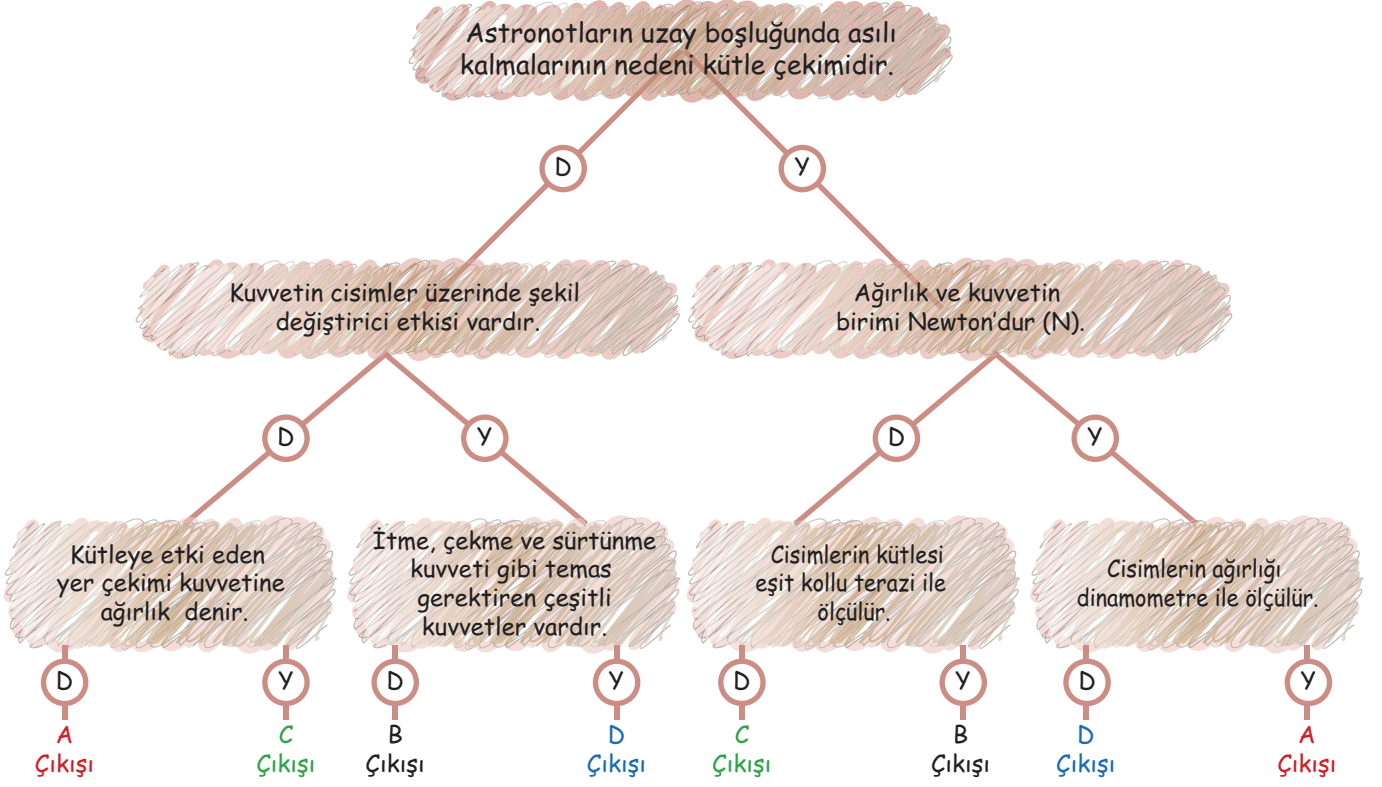 Astronotların uzay boşluğunda asılı
kalmalarının nedeni kütle çekimidir.
D
Y
Kuvvetin cisimler üzerinde şekil
değiştirici etkisi vardır.
Ağırlık ve kuvvetin
birimi Newton'dur (N).
D
Y
D
Y
Kütleye etki eden
yer çekimi kuvvetine
ağırlık denir.
İtme, çekme ve sürtünme
kuvveti gibi temas
gerektiren çeşitli
kuvvetler vardır.
Cisimlerin kütlesi
eşit kollu terazi ile
ölçülür.
Cisimlerin ağırlığı
dinamometre ile ölçülür.
D
Y
D
Y
D
Y
D
Y
A
Çıkışı
C
Çıkışı
B
Çıkışı
D
Çıkışı
C
Çıkışı
B
Çıkışı
D
Çıkışı
A
Çıkışı